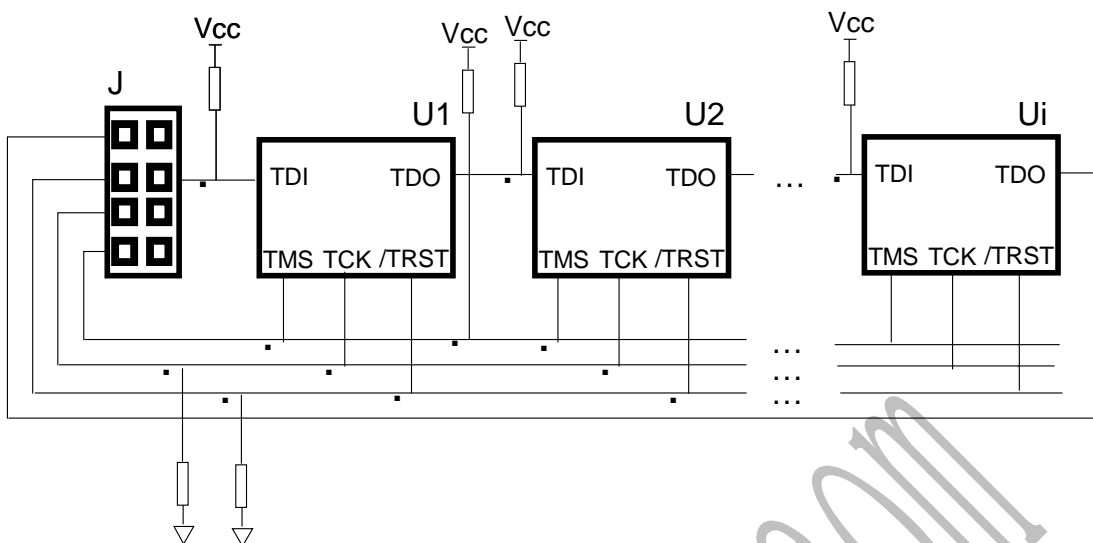 Vcc
Vcc Vcc
Vcc
J
U1
U2
Ui
TDI TDO
TDI TDO
...
TDI TDO
TMS TCK /TRST
TMS TCK /TRST
TMS TCK /TRST
...
...
...